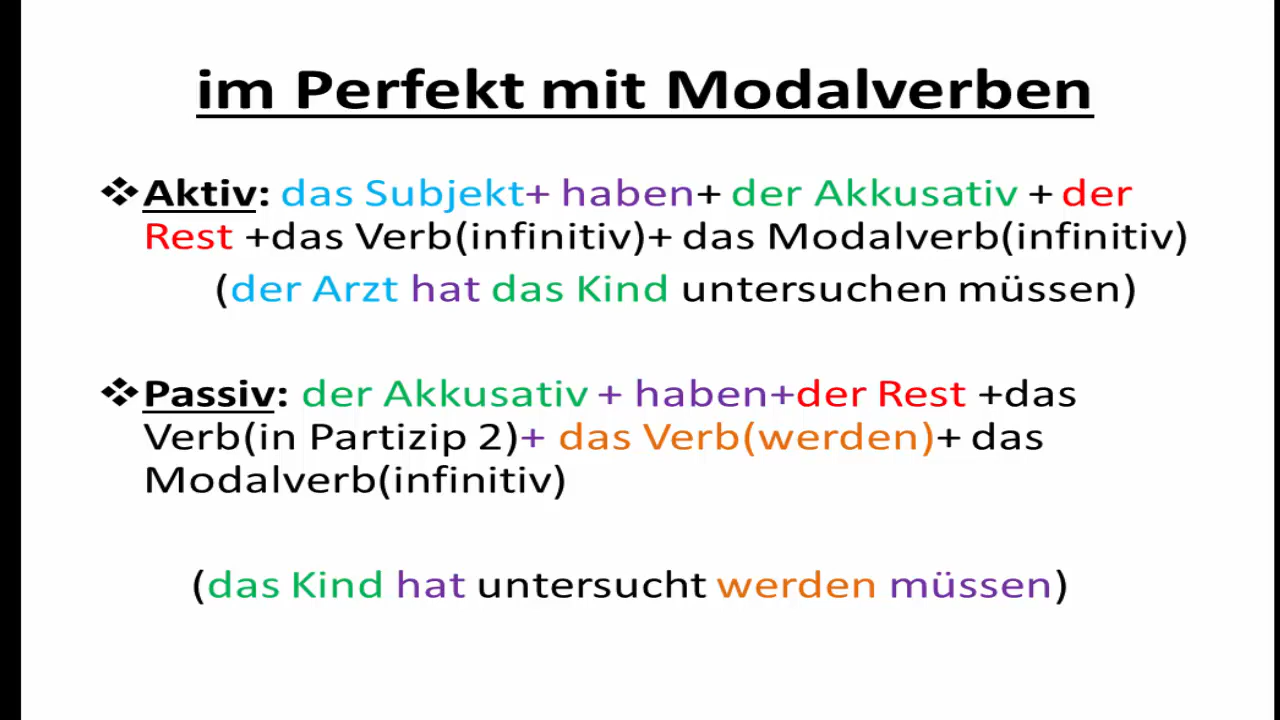 im Perfekt mit Modalverben
❖Aktiv: das Subjekt+ haben+ der Akkusativ + der
Rest +das Verb(infinitiv)+ das Modalverb(infinitiv)
(der Arzt hat das Kind untersuchen müssen)
❖Passiv: der Akkusativ + haben+der Rest +das
Verb(in Partizip 2)+ das Verb(werden)+ das
Modalverb(infinitiv)
(das Kind hat untersucht werden müssen)